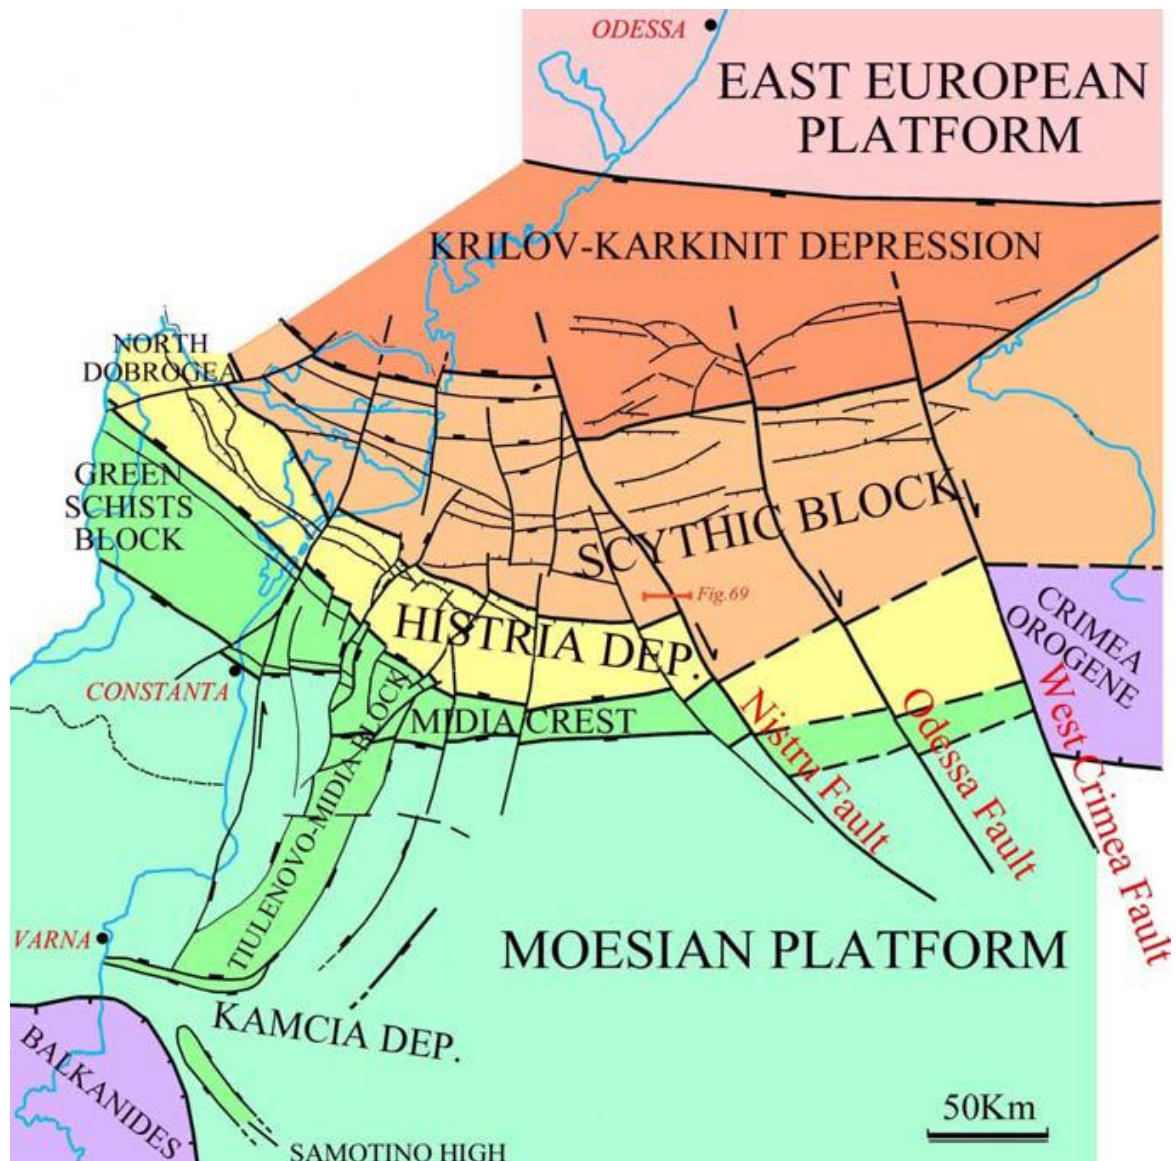 ODESSA
EAST EUROPEAN
PLATFORM
KRILOV-KARKINIT DEPRESSION
NORTH
DOBROGEA
GREEN
SCHISTS
BLOCK
SCYTHIC BLOCK
Fig.69
HISTRIA DEP.
CRIMEA
OROGENE
CONSTANTA
MIDIA CREST
TIULENOVO-MIDIA BLOCK
Nistru Fault
Odessa Fault
West Crimea Fault
VARNA
MOESIAN PLATFORM
KAMCIA DEP.
BALKANIDES
50Km
SAMOTINO HIGH